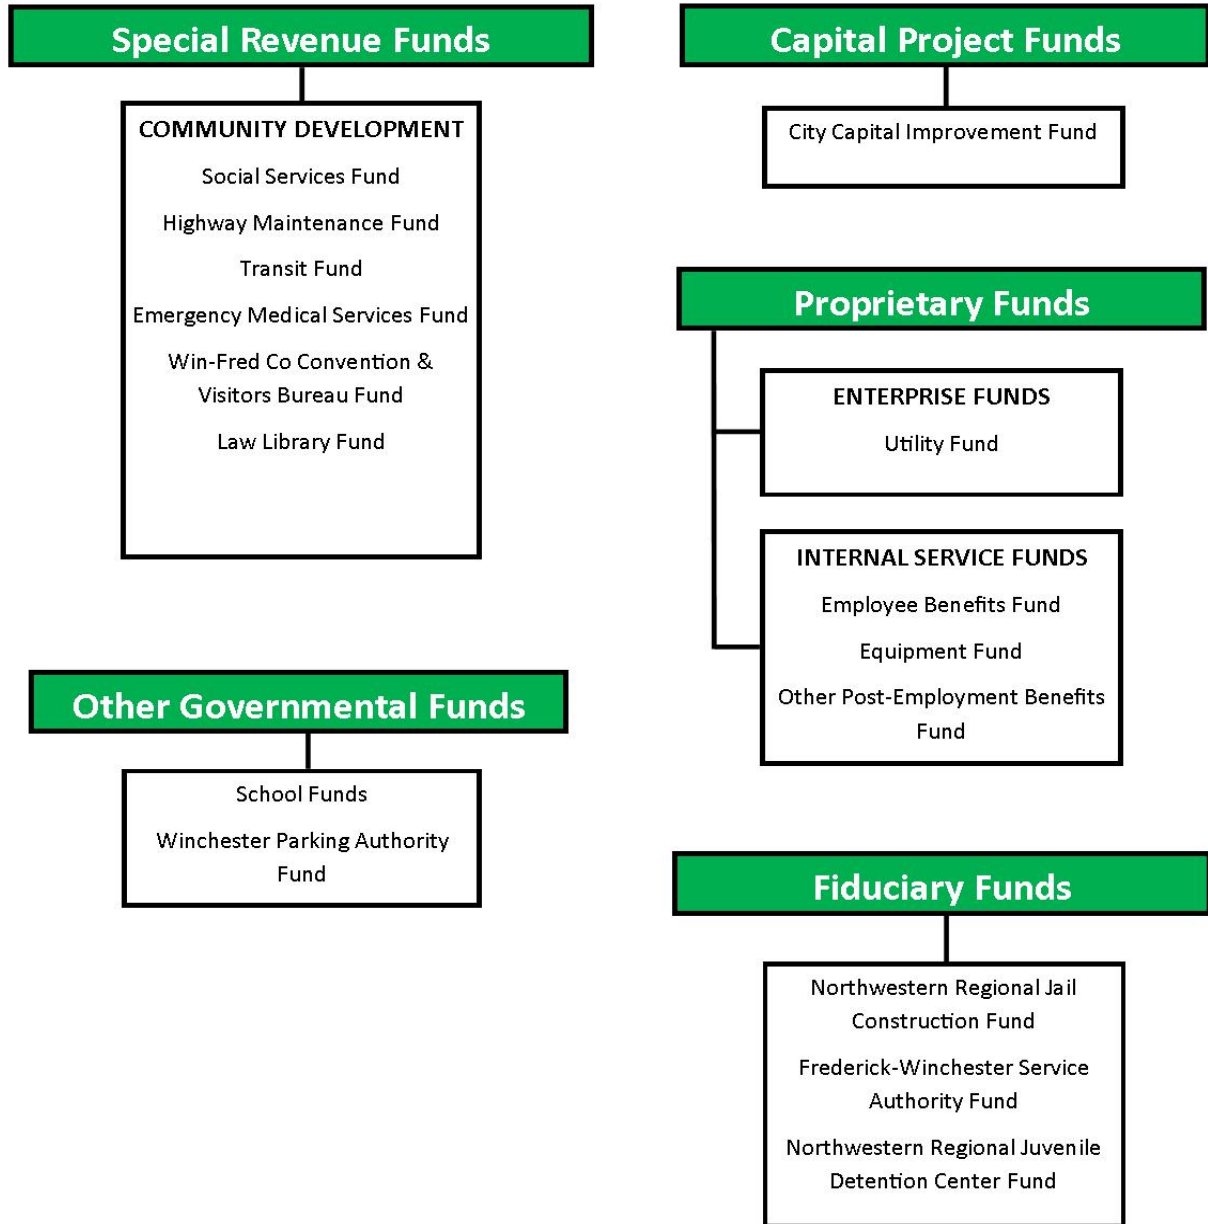 Special Revenue Funds
COMMUNITY DEVELOPMENT
Social Services Fund
Highway Maintenance Fund
Transit Fund
Emergency Medical Services Fund
Win-Fred Co Convention &
Visitors Bureau Fund
Law Library Fund
Other Governmental Funds
School Funds
Winchester Parking Authority
Fund
Capital Project Funds
City Capital Improvement Fund
Proprietary Funds
ENTERPRISE FUNDS
Utility Fund
INTERNAL SERVICE FUNDS
Employee Benefits Fund
Equipment Fund
Other Post-Employment Benefits
Fund
Fiduciary Funds
Northwestern Regional Jail
Construction Fund
Frederick-Winchester Service
Authority Fund
Northwestern Regional Juvenile
Detention Center Fund